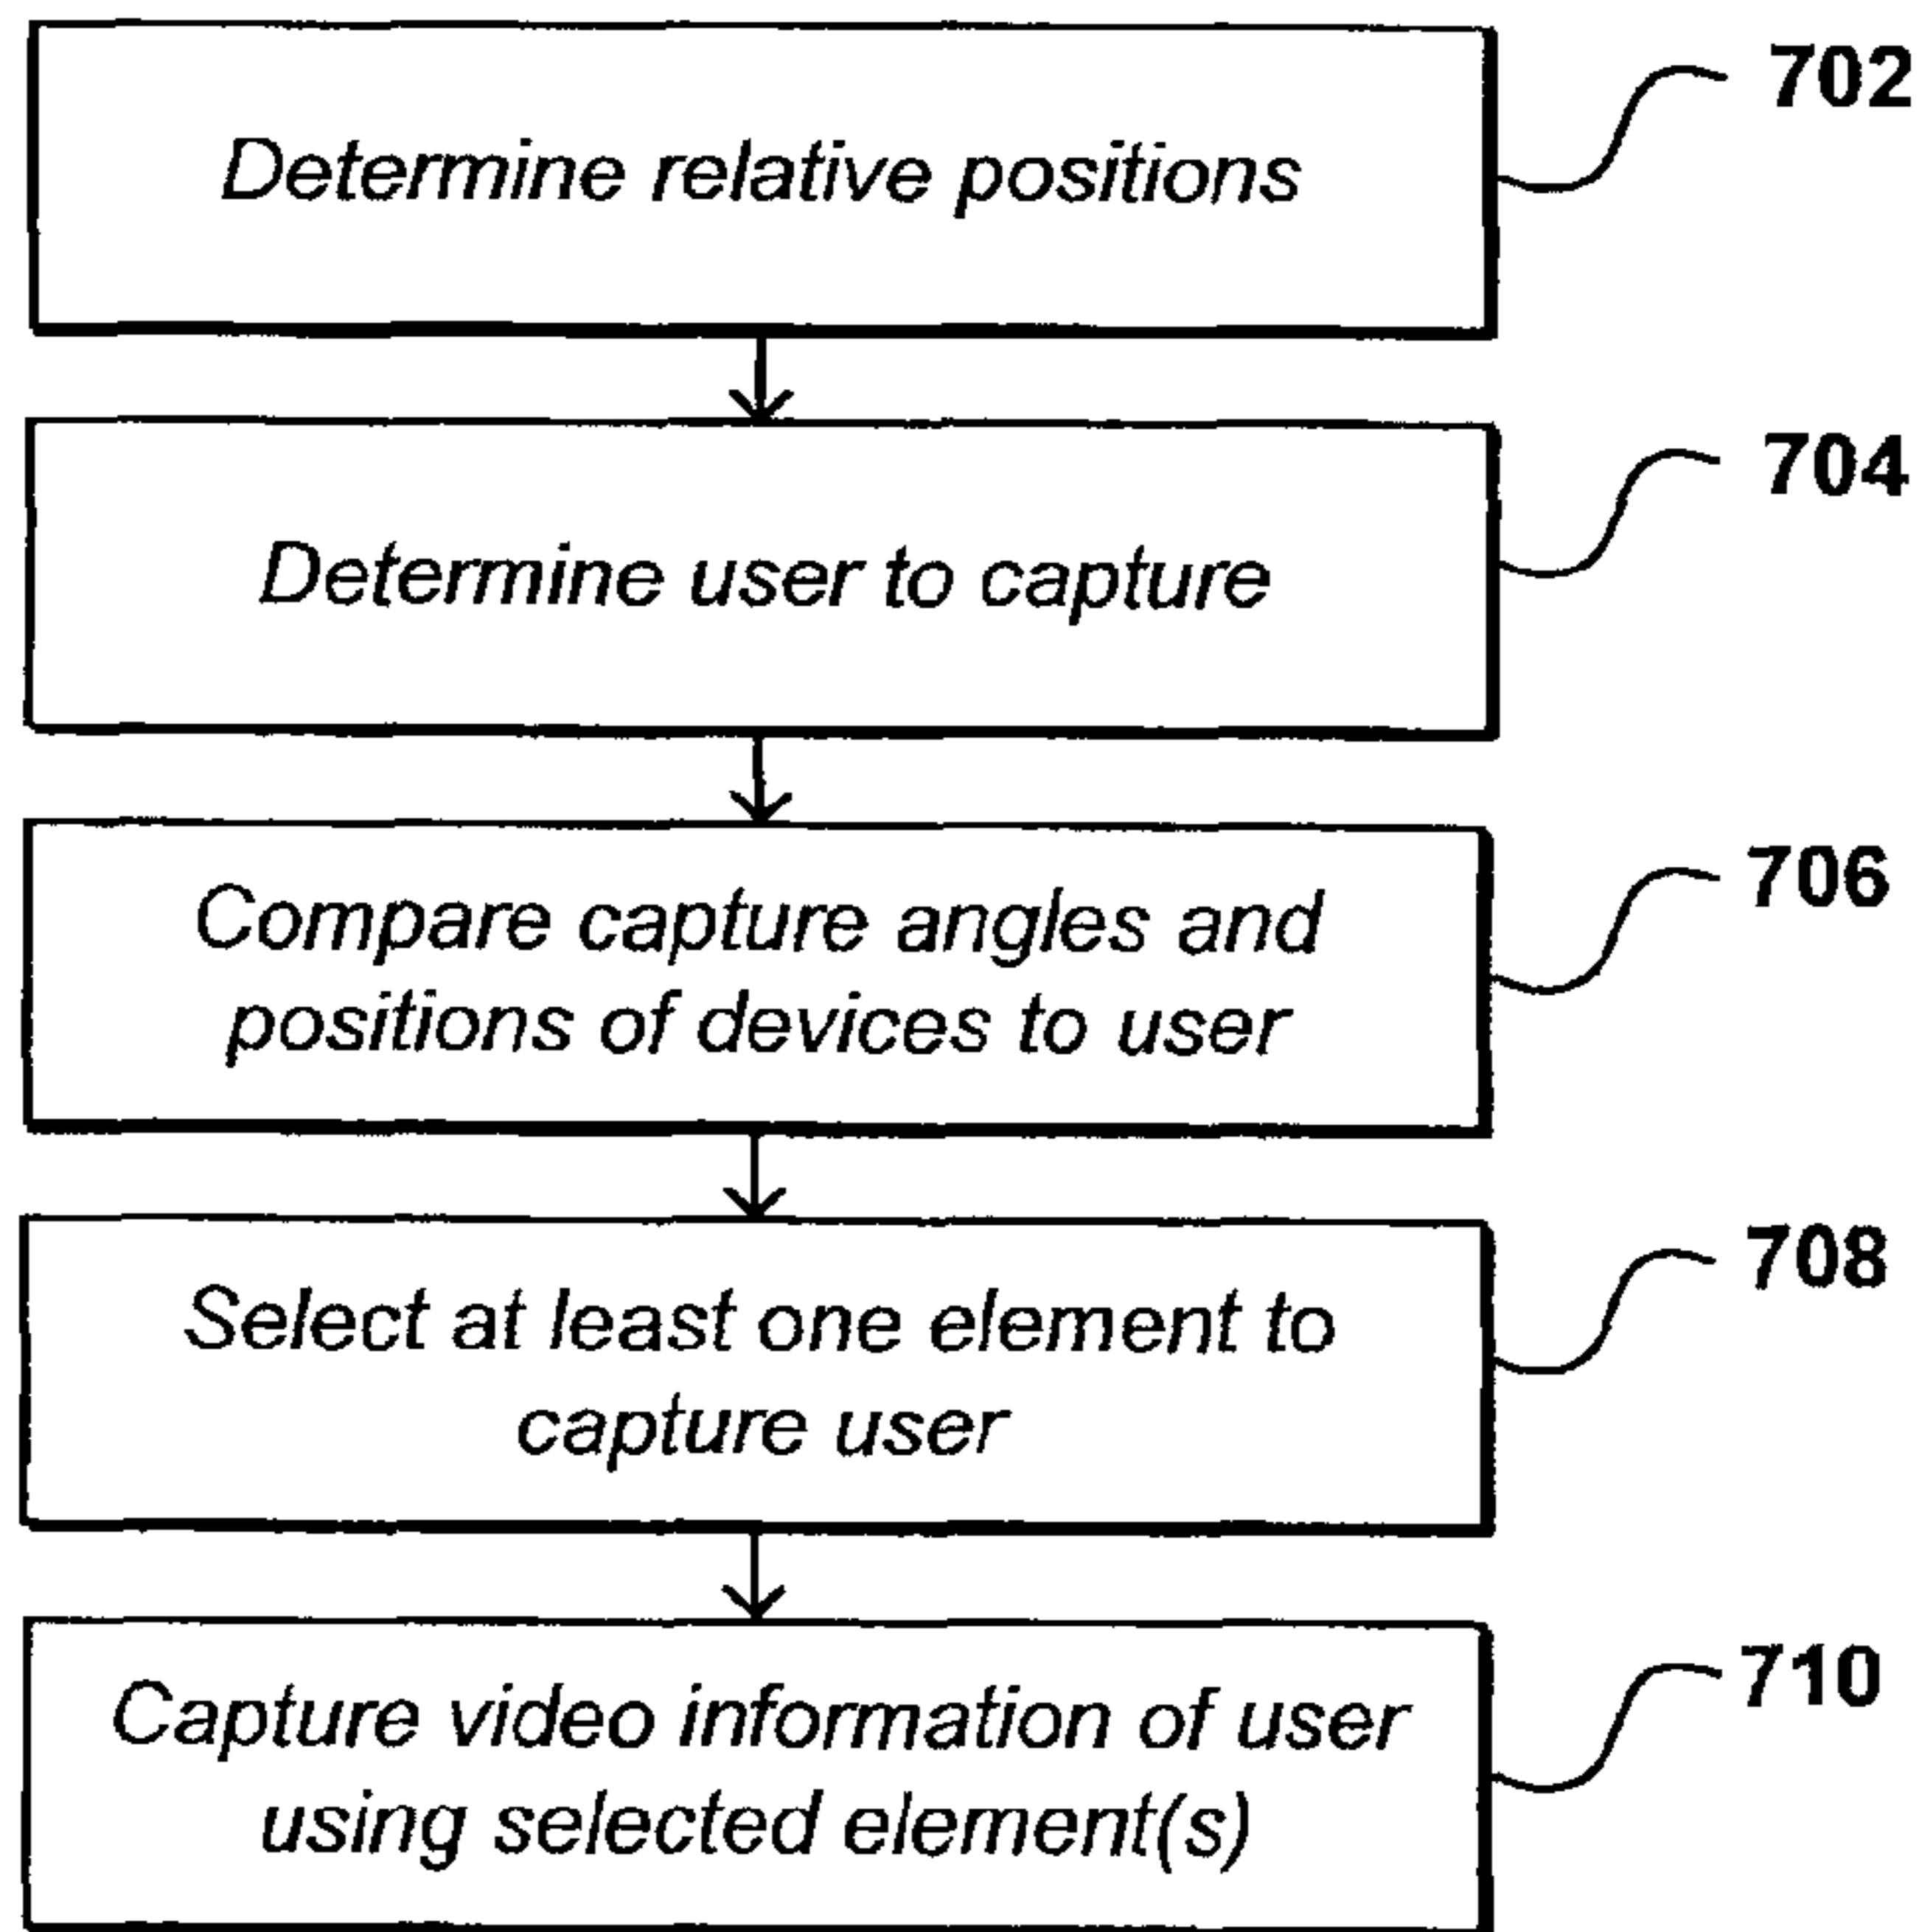 Determine relative positions
702
Determine user to capture
704
Compare capture angles and
positions of devices to user
706
Select at least one element to
capture user
708
Capture video information of user
using selected element(s)
710